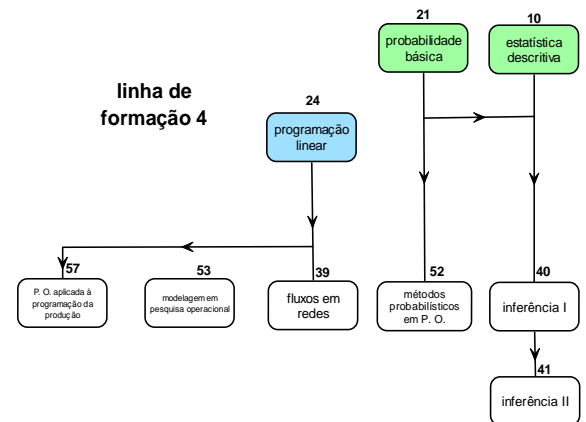 21
10
probabilidade
básica
estatística
descritiva
linha de
formação 4
24
programação
linear
57
P. O. aplicada à
programação da
produção
53
modelagem em
pesquisa operacional
39
fluxos em
redes
52
métodos
probabilísticos
em P. O.
40
inferência I
41
inferência II